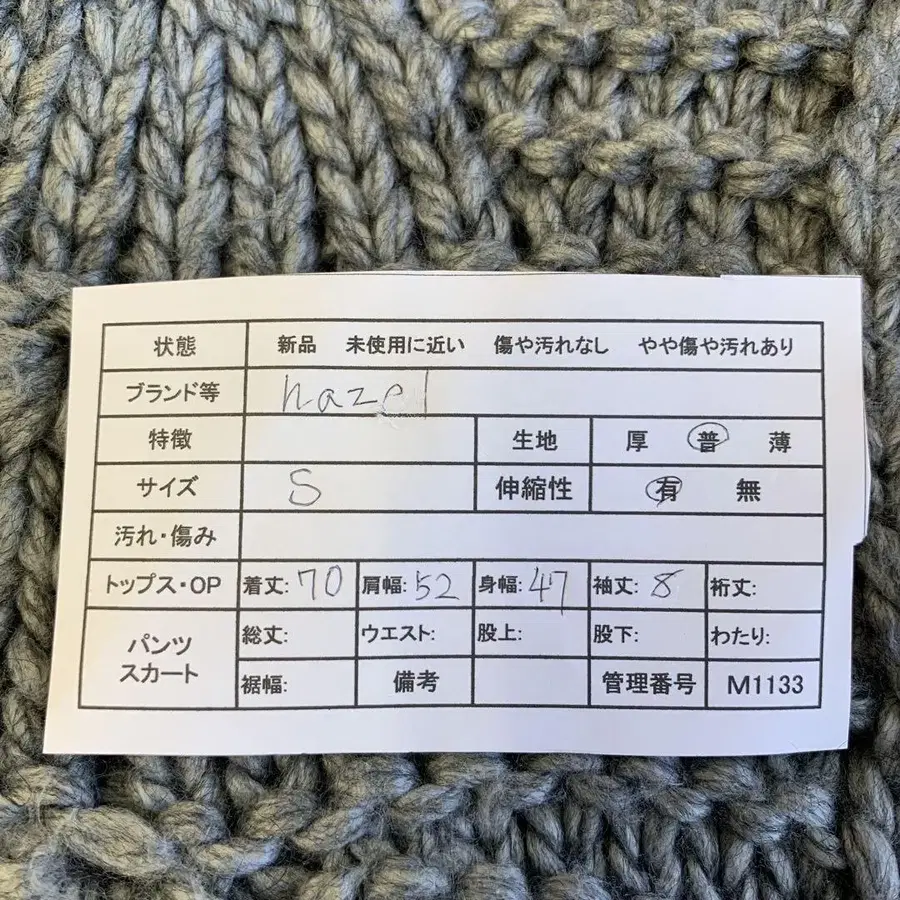 状態 新品 未使用に近い 傷や汚れなし やや傷や汚れあり
ブランド等 hazel
特徴 生地 厚 普 薄
サイズ S 伸縮性 有 無
汚れ・傷み
トップス・OP 着丈:70 肩幅:52 身幅:47 袖丈:8 裄丈:
パンツ スカート 総丈: ウエスト: 股上: 股下: わたり:
裾幅: 備考 管理番号 M1133